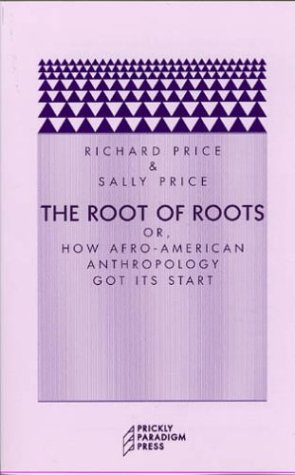 RICHARD PRICE
&
SALLY PRICE
THE ROOT OF ROOTS
OR,
HOW AFRO-AMERICAN
ANTHROPOLOGY
GOT ITS START
PRICKLY
PARADIGM
PRESS